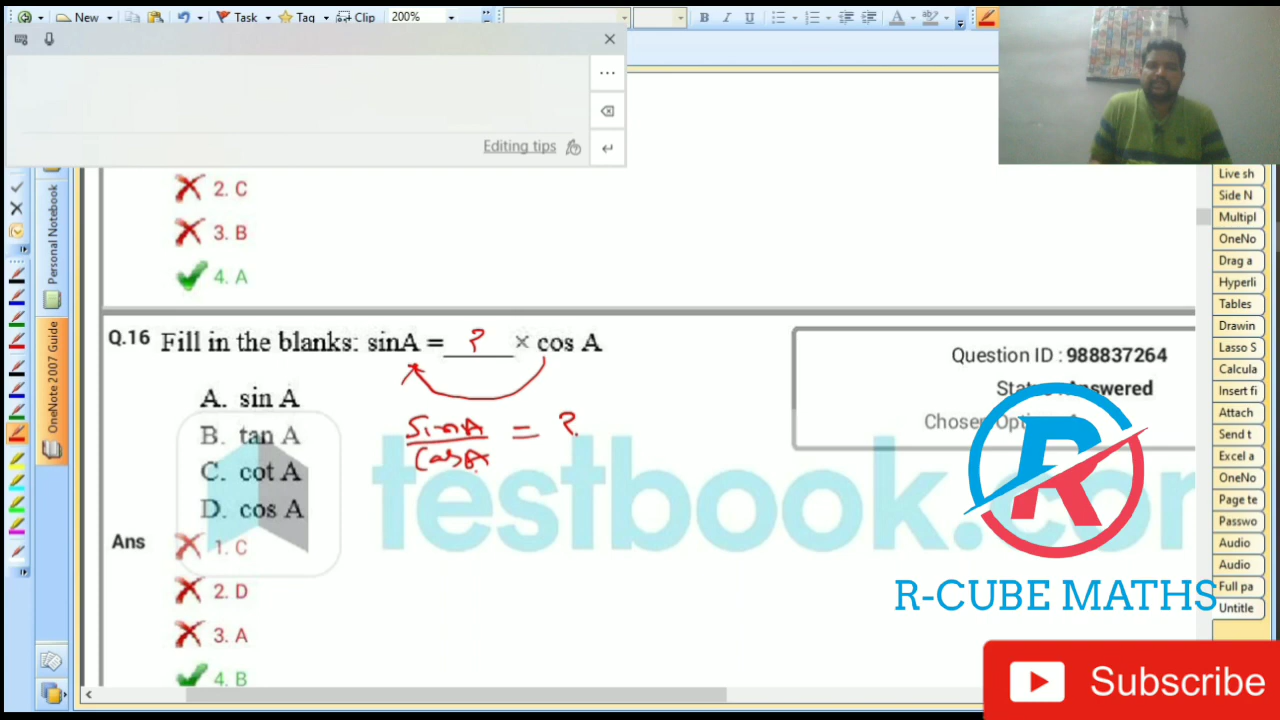 New
Task
Tag
Clip
200%
B I U
A
ab
Editing tips
Personal Notebook
OneNote 2007 Guide
2. C
3. B
4. A
Q.16 Fill in the blanks: sinA = ? × cos A
A. sin A
B. tan A
C. cot A
D. cos A
sinA
cosA
= ?
Ans
1. C
2. D
3. A
4. B
Question ID : 988837264
Answered
testbook.co
R
R-CUBE MATHS
Subscribe
Live sh
Side N
Multipl
OneNo
Drag a
Hyperli
Tables
Drawin
Lasso S
Calcula
Insert fi
Attach
Send t
Excel a
OneNo
Page te
Passwo
Audio
Audio
Full pa
Untitle